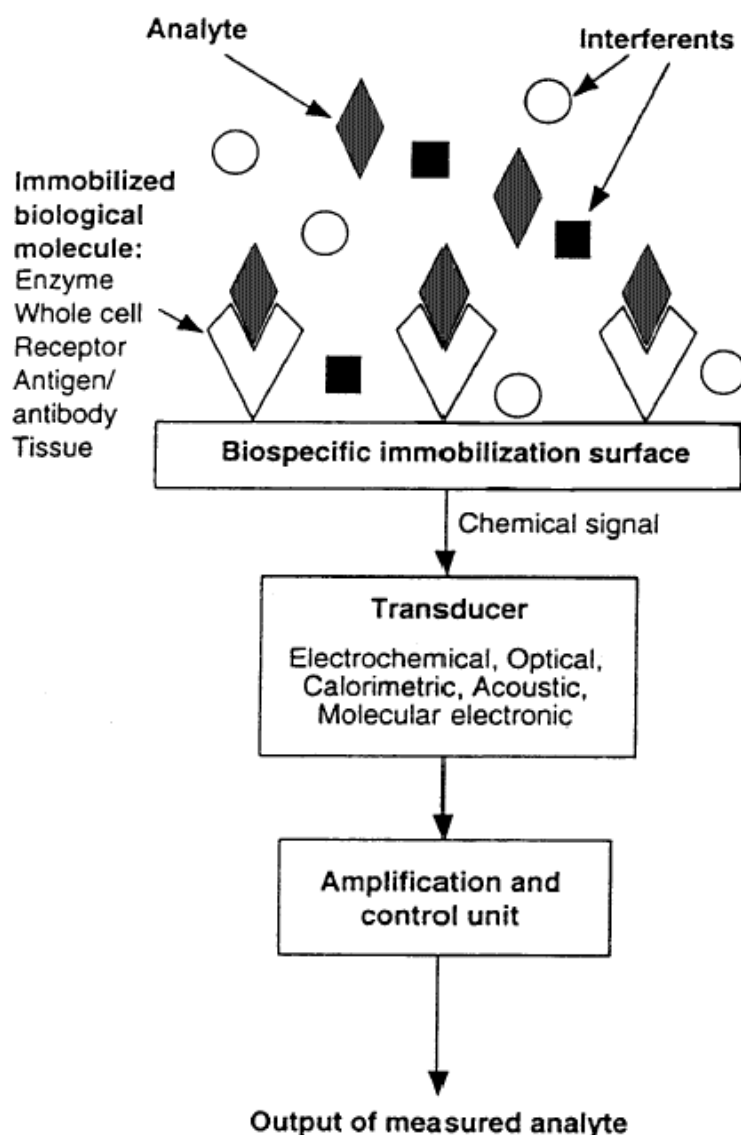 Analyte
Interferents
Immobilized
biological
molecule:
Enzyme
Whole cell
Receptor
Antigen/
antibody
Tissue
Biospecific immobilization surface
Chemical signal
Transducer
Electrochemical, Optical,
Calorimetric, Acoustic,
Molecular electronic
Amplification and
control unit
Output of measured analyte